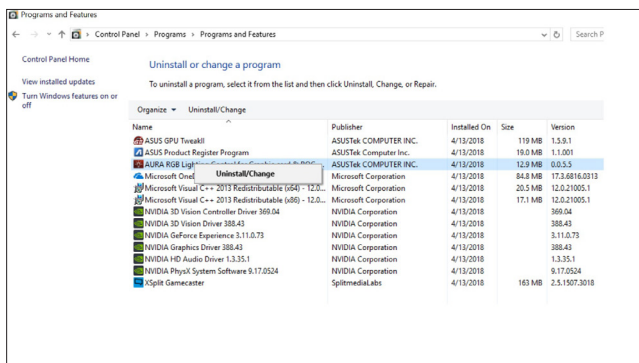 Programs and Features
Control Panel > Programs > Programs and Features
Search P
Control Panel Home
View installed updates
Turn Windows features on or
off
Uninstall or change a program
To uninstall a program, select it from the list and then click Uninstall, Change, or Repair.
Organize Uninstall/Change
Name Publisher Installed On Size Version
ASUS GPU TweakII ASUSTek COMPUTER INC. 4/13/2018 119 MB 1.5.9.1
ASUS Product Register Program ASUSTek Computer Inc. 4/13/2018 19.0 MB 1.1.001
AURA RGB Lighting Control for Graphic card ASUSTek COMPUTER INC. 4/13/2018 12.9 MB 0.0.5.5
Uninstall/Change
Microsoft One Microsoft Corporation 4/13/2018 84.8 MB 17.3.6816.0313
Microsoft Visual C++ 2013 Redistributable (x64) - 12.0... Microsoft Corporation 4/13/2018 20.5 MB 12.0.21005.1
Microsoft Visual C++ 2013 Redistributable (x86) - 12.0... Microsoft Corporation 4/13/2018 17.1 MB 12.0.21005.1
NVIDIA 3D Vision Controller Driver 369.04 NVIDIA Corporation 4/13/2018 369.04
NVIDIA 3D Vision Driver 388.43 NVIDIA Corporation 4/13/2018 388.43
NVIDIA GeForce Experience 3.11.0.73 NVIDIA Corporation 4/13/2018 3.11.0.73
NVIDIA Graphics Driver 388.43 NVIDIA Corporation 4/13/2018 388.43
NVIDIA HD Audio Driver 1.3.35.1 NVIDIA Corporation 4/13/2018 1.3.35.1
NVIDIA PhysX System Software 9.17.0524 NVIDIA Corporation 4/13/2018 9.17.0524
XSplit Gamecaster SplitmediaLabs 4/13/2018 163 MB 2.5.1507.3018